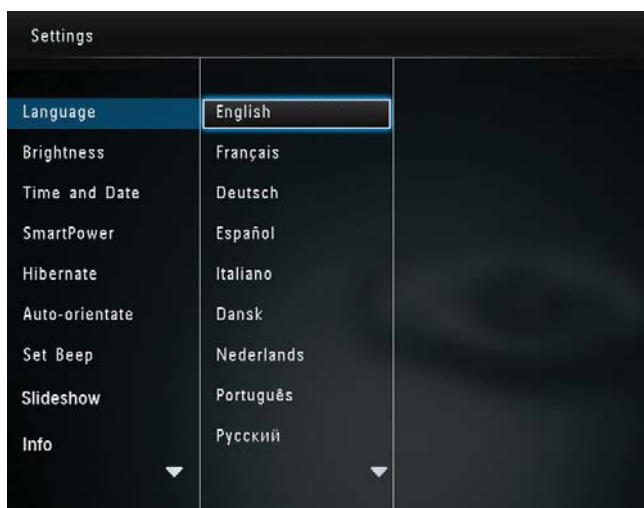 Settings
Language
Brightness
Time and Date
SmartPower
Hibernate
Auto-orientate
Set Beep
Slideshow
Info
English
Français
Deutsch
Español
Italiano
Dansk
Nederlands
Português
Русский